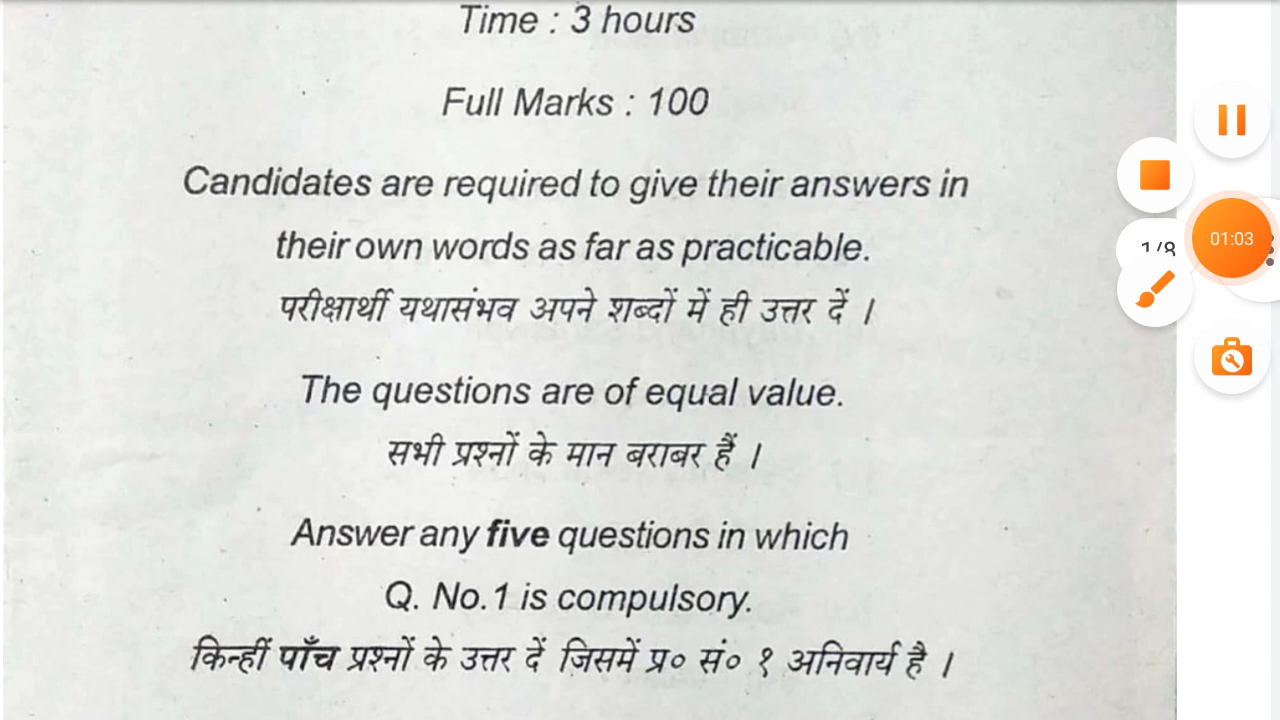 Time : 3 hours
Full Marks : 100
Candidates are required to give their answers in
their own words as far as practicable.
परीक्षार्थी यथासंभव अपने शब्दों में ही उत्तर दें ।
The questions are of equal value.
सभी प्रश्नों के मान बराबर हैं ।
Answer any five questions in which
Q. No.1 is compulsory.
किन्हीं पाँच प्रश्नों के उत्तर दें जिसमें प्र० सं० १ अनिवार्य है ।
1/8
01:03